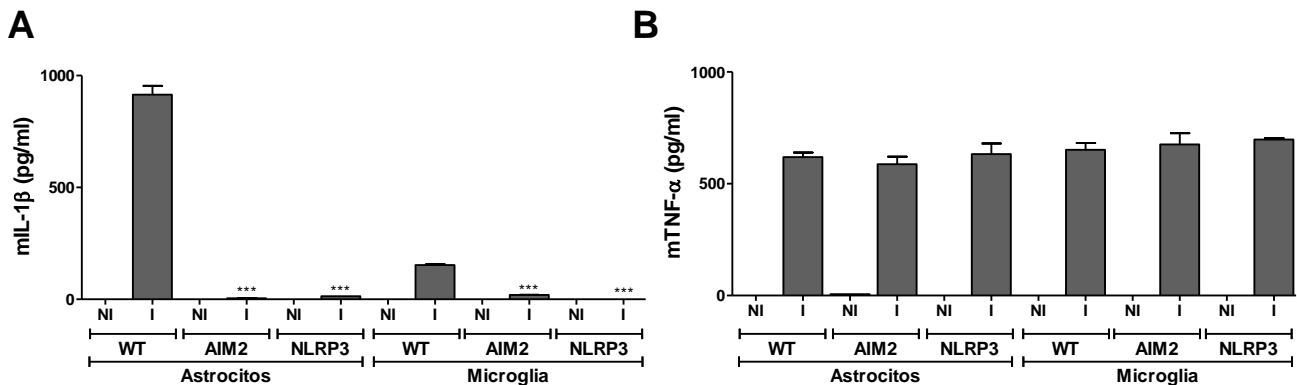 A
mIL-1β (pg/ml)
1000
500
0
*** *** *** ***
NI I NI I NI I NI I NI I NI I
WT AIM2 NLRP3 WT AIM2 NLRP3
Astrocitos Microglia
B
mTNF-α (pg/ml)
1000
500
0
NI I NI I NI I NI I NI I NI I
WT AIM2 NLRP3 WT AIM2 NLRP3
Astrocitos Microglia